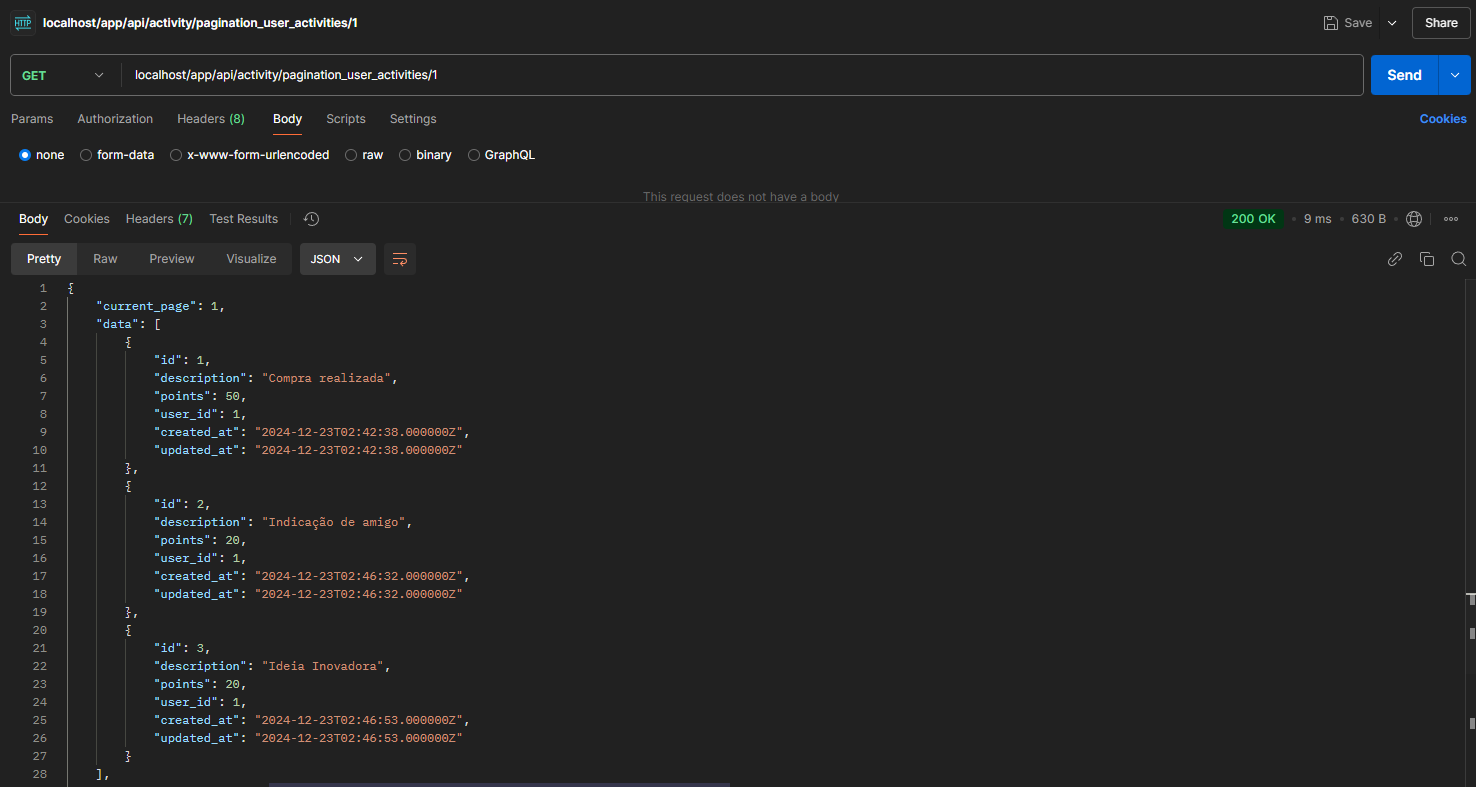 HTTP localhost/app/api/activity/pagination_user_activities/1 Save Share
GET localhost/app/api/activity/pagination_user_activities/1 Send
Params Authorization Headers (8) Body Scripts Settings Cookies
none form-data x-www-form-urlencoded raw binary GraphQL
This request does not have a body
Body Cookies Headers (7) Test Results 200 OK • 9 ms • 630 B •
Pretty Raw Preview Visualize JSON
1 {
2 "current_page": 1,
3 "data": [
4 {
5 "id": 1,
6 "description": "Compra realizada",
7 "points": 50,
8 "user_id": 1,
9 "created_at": "2024-12-23T02:42:38.000000Z",
10 "updated_at": "2024-12-23T02:42:38.000000Z"
11 },
12 {
13 "id": 2,
14 "description": "Indicação de amigo",
15 "points": 20,
16 "user_id": 1,
17 "created_at": "2024-12-23T02:46:32.000000Z",
18 "updated_at": "2024-12-23T02:46:32.000000Z"
19 },
20 {
21 "id": 3,
22 "description": "Ideia Inovadora",
23 "points": 20,
24 "user_id": 1,
25 "created_at": "2024-12-23T02:46:53.000000Z",
26 "updated_at": "2024-12-23T02:46:53.000000Z"
27 }
28 ],